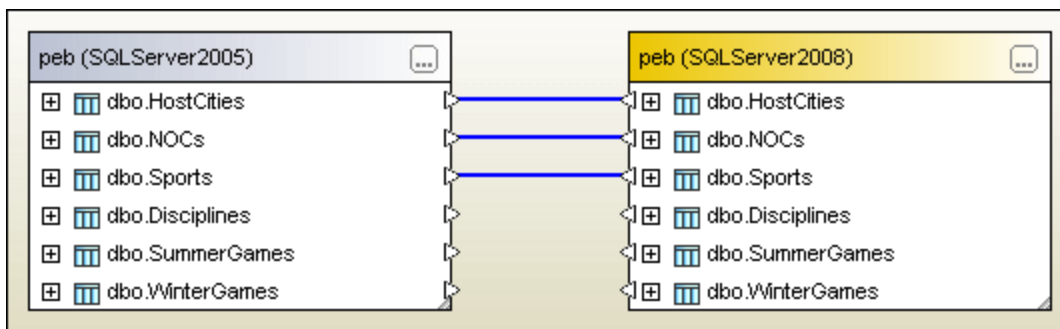 peb (SQLServer2005)
...
dbo.HostCities
dbo.NOCs
dbo.Sports
dbo.Disciplines
dbo.SummerGames
dbo.WinterGames
peb (SQLServer2008)
...
dbo.HostCities
dbo.NOCs
dbo.Sports
dbo.Disciplines
dbo.SummerGames
dbo.WinterGames